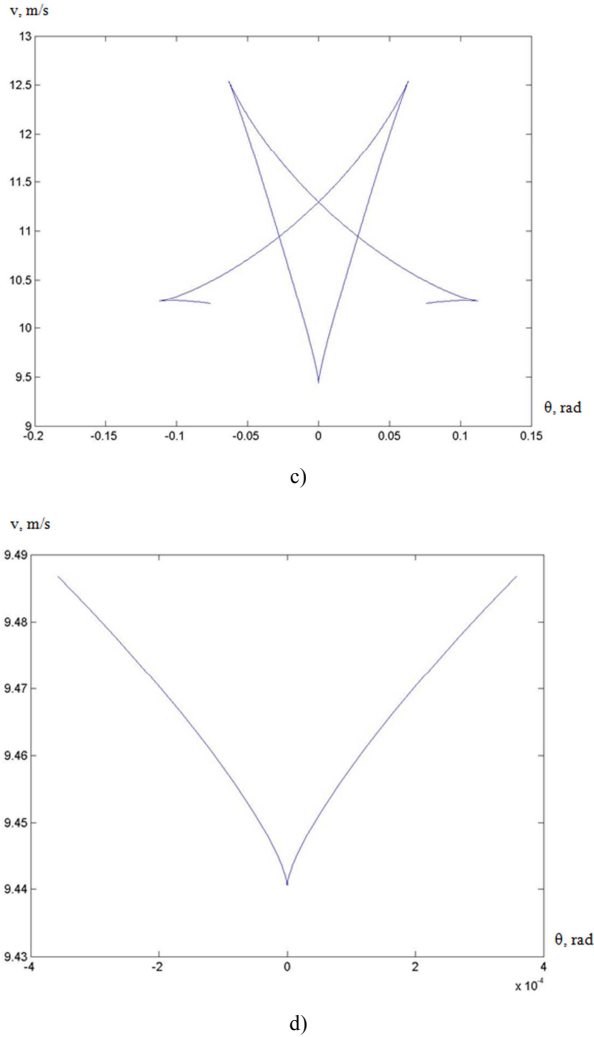 v, m/s
13
12.5
12
11.5
11
10.5
10
9.5
9
-0.2 -0.15 -0.1 -0.05 0 0.05 0.1 0.15
θ, rad
c)
v, m/s
9.49
9.48
9.47
9.46
9.45
9.44
9.43
-4 -2 0 2 4
x 10⁻⁴
θ, rad
d)